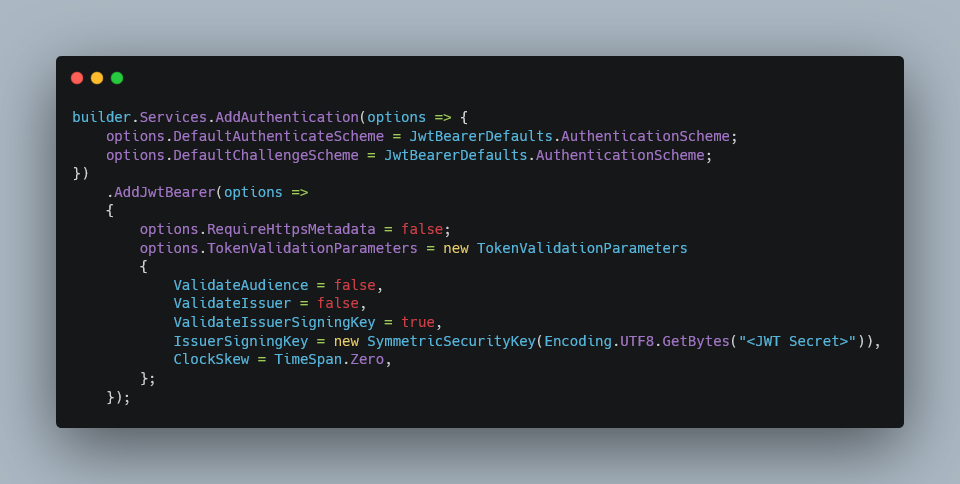 builder.Services.AddAuthentication(options => {
    options.DefaultAuthenticateScheme = JwtBearerDefaults.AuthenticationScheme;
    options.DefaultChallengeScheme = JwtBearerDefaults.AuthenticationScheme;
})
    .AddJwtBearer(options =>
    {
        options.RequireHttpsMetadata = false;
        options.TokenValidationParameters = new TokenValidationParameters
        {
            ValidateAudience = false,
            ValidateIssuer = false,
            ValidateIssuerSigningKey = true,
            IssuerSigningKey = new SymmetricSecurityKey(Encoding.UTF8.GetBytes("<JWT Secret>")),
            ClockSkew = TimeSpan.Zero,
        };
    });